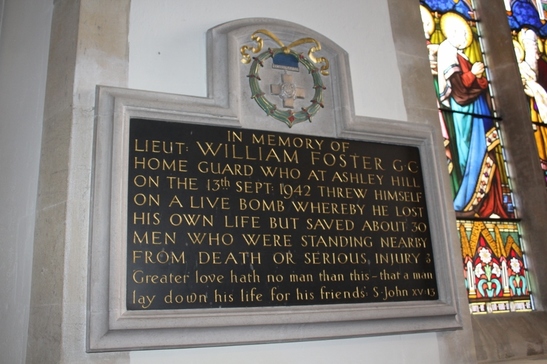 IN MEMORY OF
LIEUT: WILLIAM FOSTER G.C.
HOME GUARD WHO AT ASHLEY HILL
ON THE 13th SEPT: 1942 THREW HIMSELF
ON A LIVE BOMB WHEREBY HE LOST
HIS OWN LIFE BUT SAVED ABOUT 30
MEN WHO WERE STANDING NEARBY
FROM DEATH OR SERIOUS INJURY
'Greater love hath no man than this - that a man
lay down his life for his friends' S. John xv 13